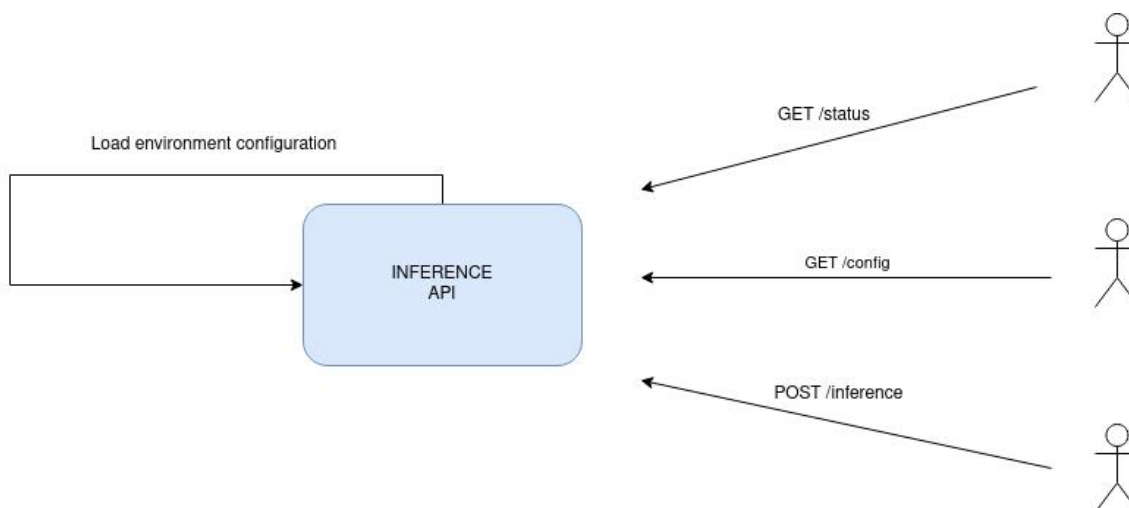 GET /status
Load environment configuration
GET /config
INFERENCE
API
POST /inference